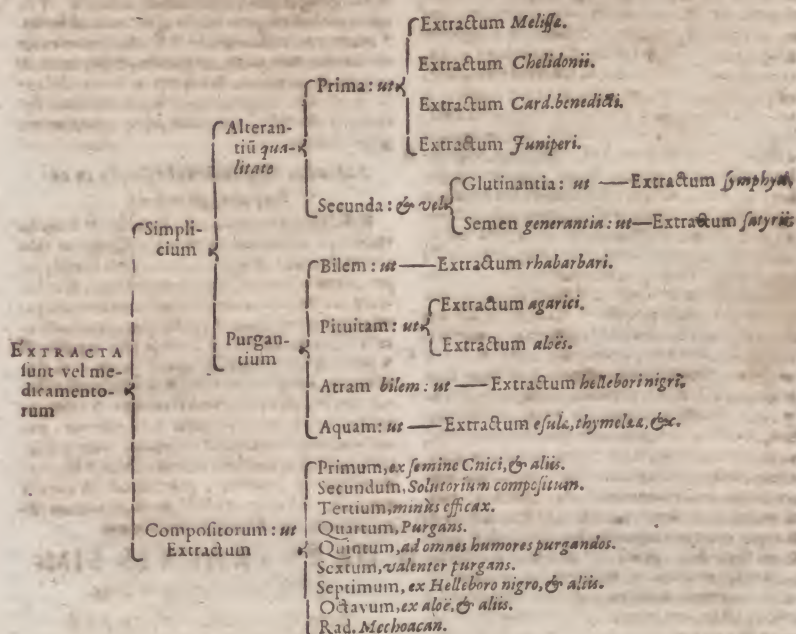 Extractum Melissæ.
Extractum Chelidonii.
Prima: ut
Extractum Card. benedicti.
Alteran-
tiū qua-
litate
Extractum Juniperi.
Secunda: & vel
Glutinantia: ut — Extractum symphyti,
Semen generantia: ut — Extractum satyriis
Simpli-
cium
Bilem: ut — Extractum rhabarbari.
Purgan-
tium
Pituitam: ut
Extractum agarici.
Extractum aloës.
Atram bilem: ut — Extractum hellebori nigri.
Aquam: ut — Extractum esulæ, thymelææ, &c.
EXTRACTA
sunt vel me-
dicamento-
rum
Compositorum: ut
Extractum
Primum, ex semine Cnici, & aliis.
Secundum, Solutorium compositum.
Tertium, minùs efficax.
Quartum, Purgans.
Quintum, ad omnes humores purgandos.
Sextum, valenter purgans.
Septimum, ex Helleboro nigro, & aliis.
Octavum, ex aloë, & aliis.
Rad. Mechoacan.